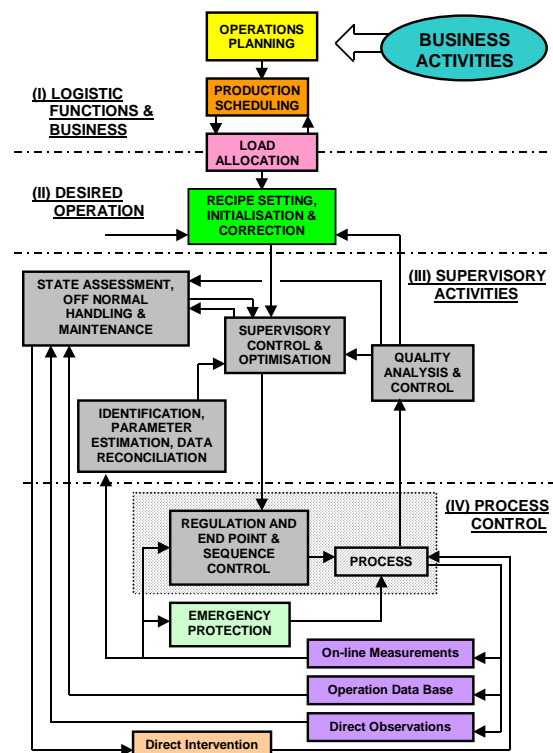 OPERATIONS
PLANNING
BUSINESS
ACTIVITIES
(I) LOGISTIC
FUNCTIONS &
BUSINESS
PRODUCTION
SCHEDULING
LOAD
ALLOCATION
(II) DESIRED
OPERATION
RECIPE SETTING,
INITIALISATION &
CORRECTION
(III) SUPERVISORY
ACTIVITIES
STATE ASSESSMENT,
OFF NORMAL
HANDLING &
MAINTENANCE
SUPERVISORY
CONTROL &
OPTIMISATION
QUALITY
ANALYSIS &
CONTROL
IDENTIFICATION,
PARAMETER
ESTIMATION, DATA
RECONCILIATION
(IV) PROCESS
CONTROL
REGULATION AND
END POINT &
SEQUENCE
CONTROL
PROCESS
EMERGENCY
PROTECTION
On-line Measurements
Operation Data Base
Direct Observations
Direct Intervention